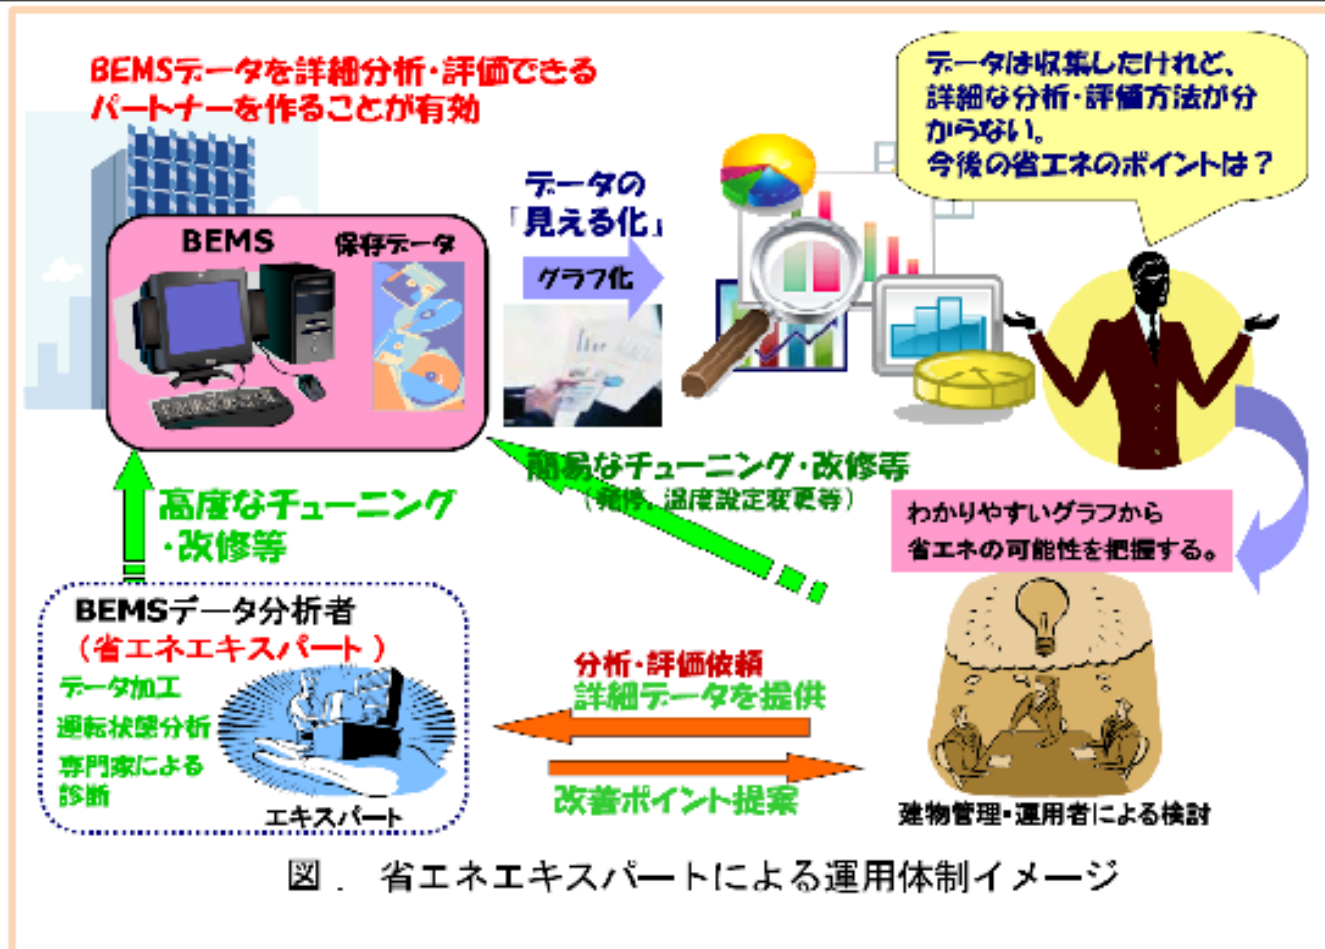 BEMSデータを詳細分析・評価できる
パートナーを作ることが有効
データは収集したけれど、
詳細な分析・評価方法が分
からない。
今後の省エネのポイントは？
BEMS
保存データ
データの
「見える化」
グラフ化
簡易なチューニング・改修等
（発停、温度設定変更等）
高度なチューニング
・改修等
わかりやすいグラフから
省エネの可能性を把握する。
BEMSデータ分析者
（省エネエキスパート）
データ加工
運転状態分析
専門家による
診断
エキスパート
分析・評価依頼
詳細データを提供
改善ポイント提案
建物管理・運用者による検討
図． 省エネエキスパートによる運用体制イメージ